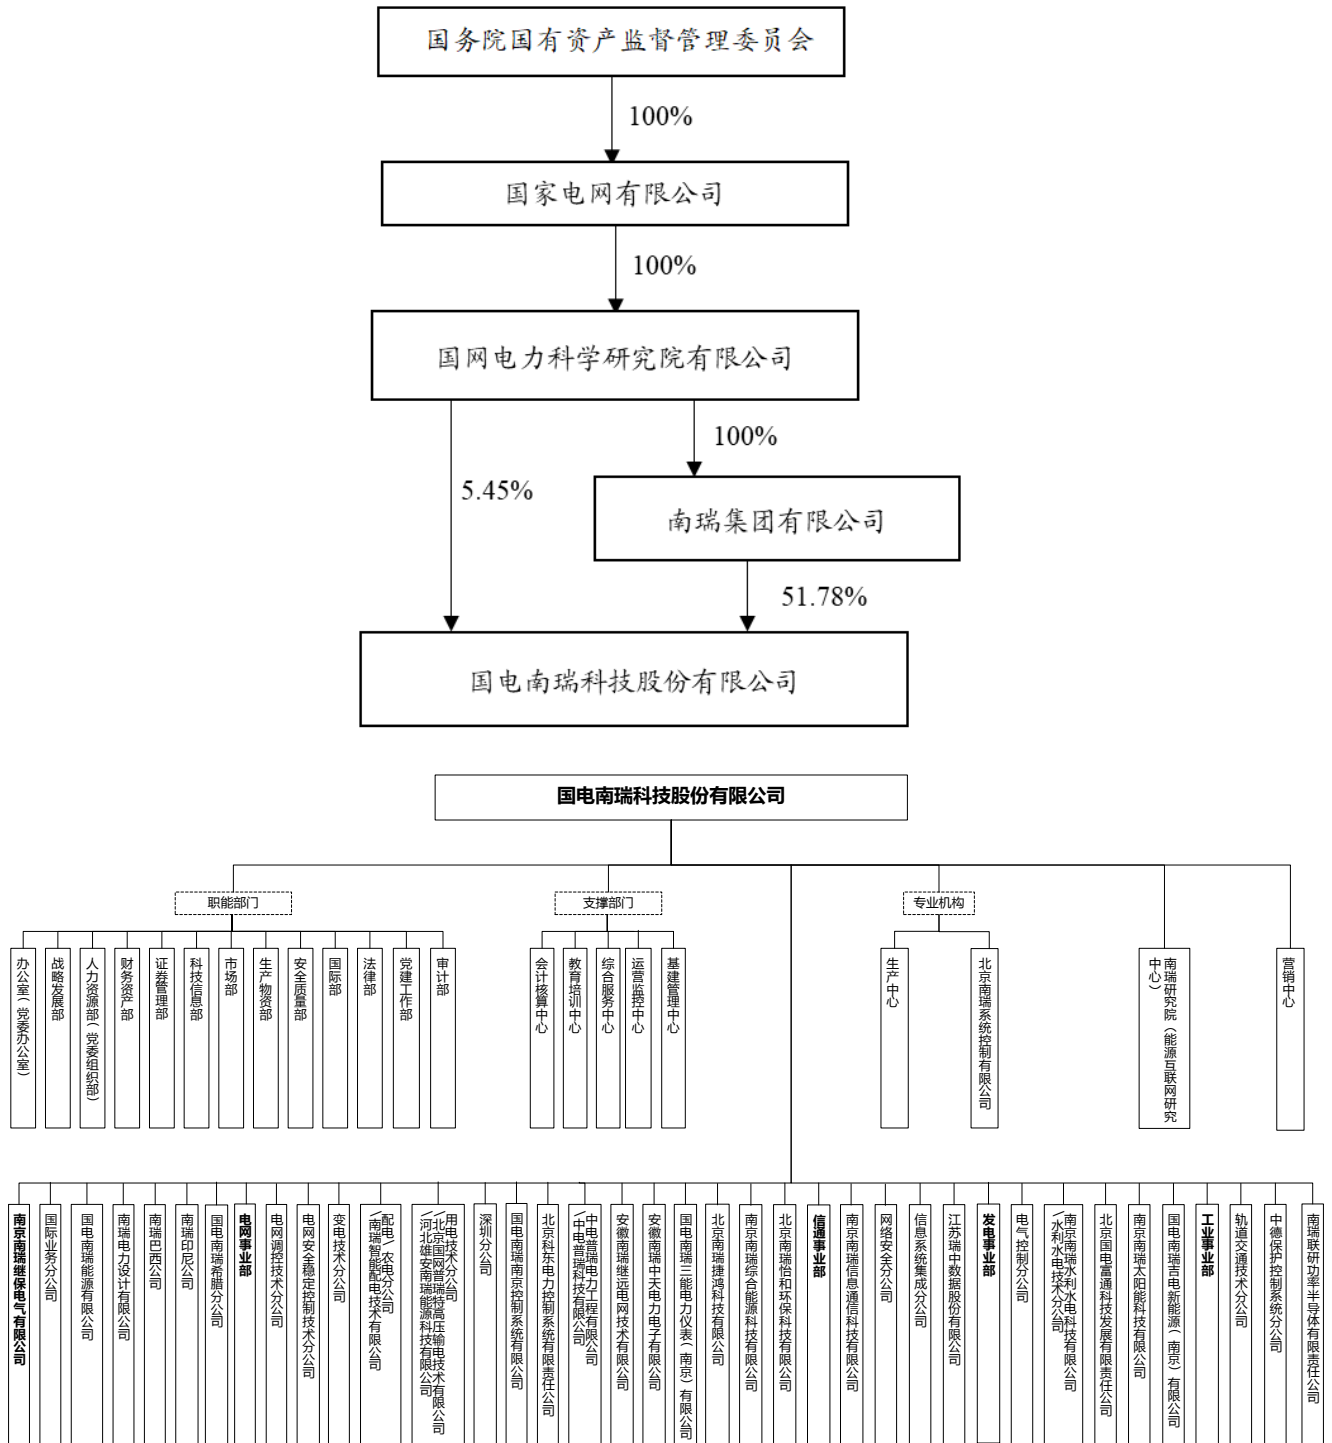 国务院国有资产监督管理委员会
100%
国家电网有限公司
100%
国网电力科学研究院有限公司
100%
5.45%
南瑞集团有限公司
51.78%
国电南瑞科技股份有限公司
国电南瑞科技股份有限公司
职能部门
支撑部门
专业机构
办公室（党委办公室）
战略发展部
人力资源部（党委组织部）
财务资产部
证券管理部
科技信息部
市场部
生产物资部
安全质量部
国际部
法律部
党建工作部
审计部
会计核算中心
教育培训中心
综合服务中心
运营监控中心
基建管理中心
生产中心
北京南瑞系统控制有限公司
南瑞研究院（能源互联网研究
中心）
营销中心
南京南瑞继保电气有限公司
国际业务分公司
国电南瑞能源有限公司
南瑞电力设计有限公司
南瑞巴西公司
南瑞印尼公司
国电南瑞希腊分公司
电网事业部
电网调控技术分公司
电网安全稳定控制技术分公司
变电技术分公司
配电/农电分公司
/南瑞智能配电技术有限公司
用电技术分公司
/北京国网普瑞特高压输电技术有限公司
/河北雄安南瑞能源科技有限公司
深圳分公司
国电南瑞南京控制系统有限公司
北京科东电力控制系统有限责任公司
中电普瑞电力工程有限公司
/中电普瑞科技有限公司
安徽南瑞继远电网技术有限公司
安徽南瑞中天电力电子有限公司
国电南瑞三能电力仪表（南京）有限公司
北京南瑞捷鸿科技有限公司
南京南瑞综合能源科技有限公司
北京南瑞怡和环保科技有限公司
信通事业部
南京南瑞信息通信科技有限公司
网络安全分公司
信息系统集成分公司
江苏瑞中数据股份有限公司
发电事业部
电气控制分公司
南京南瑞水利水电科技有限公司
/水利水电技术分公司
北京国电富通科技发展有限责任公司
南京南瑞太阳能科技有限公司
国电南瑞吉电新能源（南京）有限公司
工业事业部
轨道交通技术分公司
中德保护控制系统分公司
南瑞联研功率半导体有限责任公司